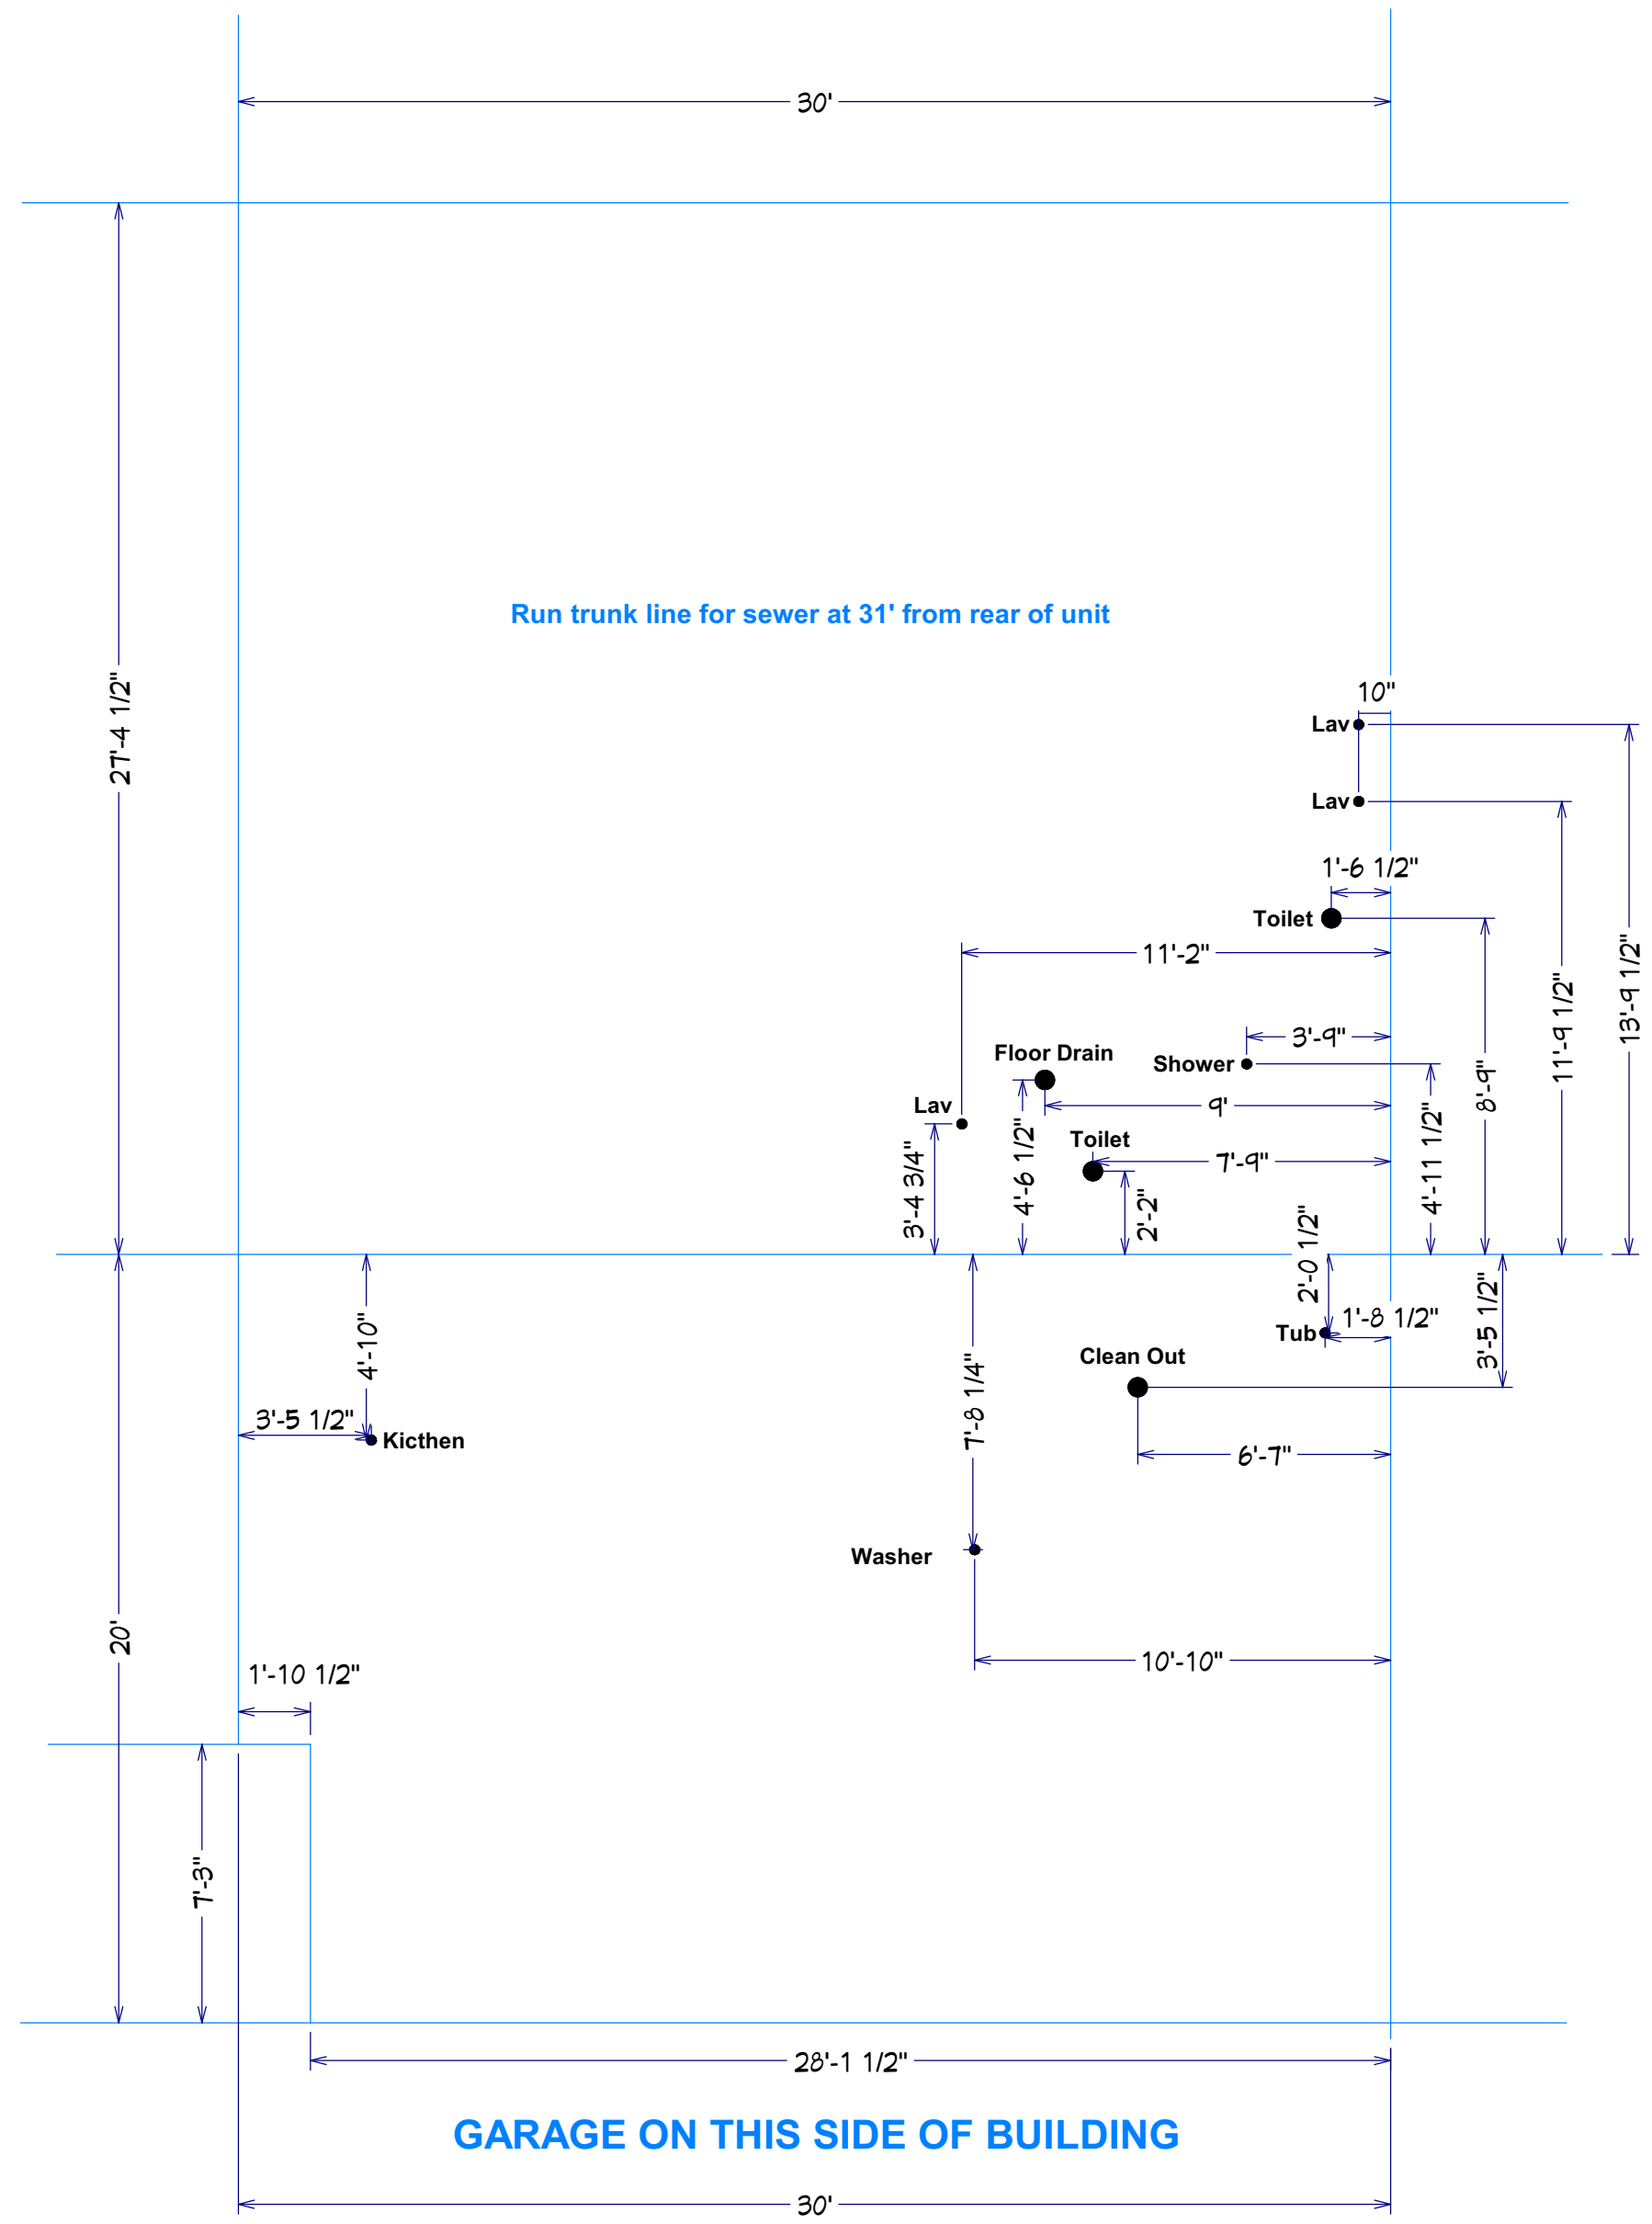 30'
Run trunk line for sewer at 31' from rear of unit
27'-4 1/2"
10"
Lav
Lav
1'-6 1/2"
Toilet
11'-2"
13'-9 1/2"
11'-9 1/2"
3'-9"
Floor Drain
Shower
8'-9"
Lav
9'
Toilet
4'-11 1/2"
4'-6 1/2"
7'-9"
3'-4 3/4"
2'-2"
2'-0 1/2"
1'-8 1/2"
3'-5 1/2"
Tub
4'-10"
Clean Out
7'-8 1/4"
3'-5 1/2"
Kicthen
6'-7"
Washer
20'
10'-10"
1'-10 1/2"
7'-3"
28'-1 1/2"
GARAGE ON THIS SIDE OF BUILDING
30'